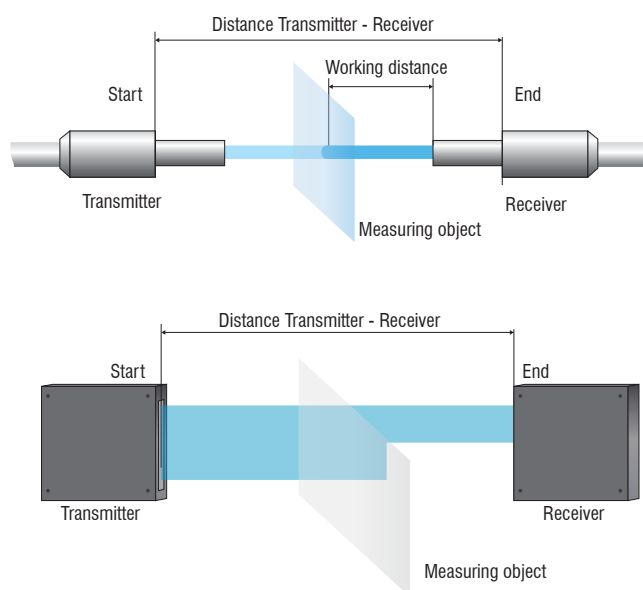 Distance Transmitter - Receiver
Working distance
Start
End
Transmitter
Receiver
Measuring object
Distance Transmitter - Receiver
Start
End
Transmitter
Receiver
Measuring object